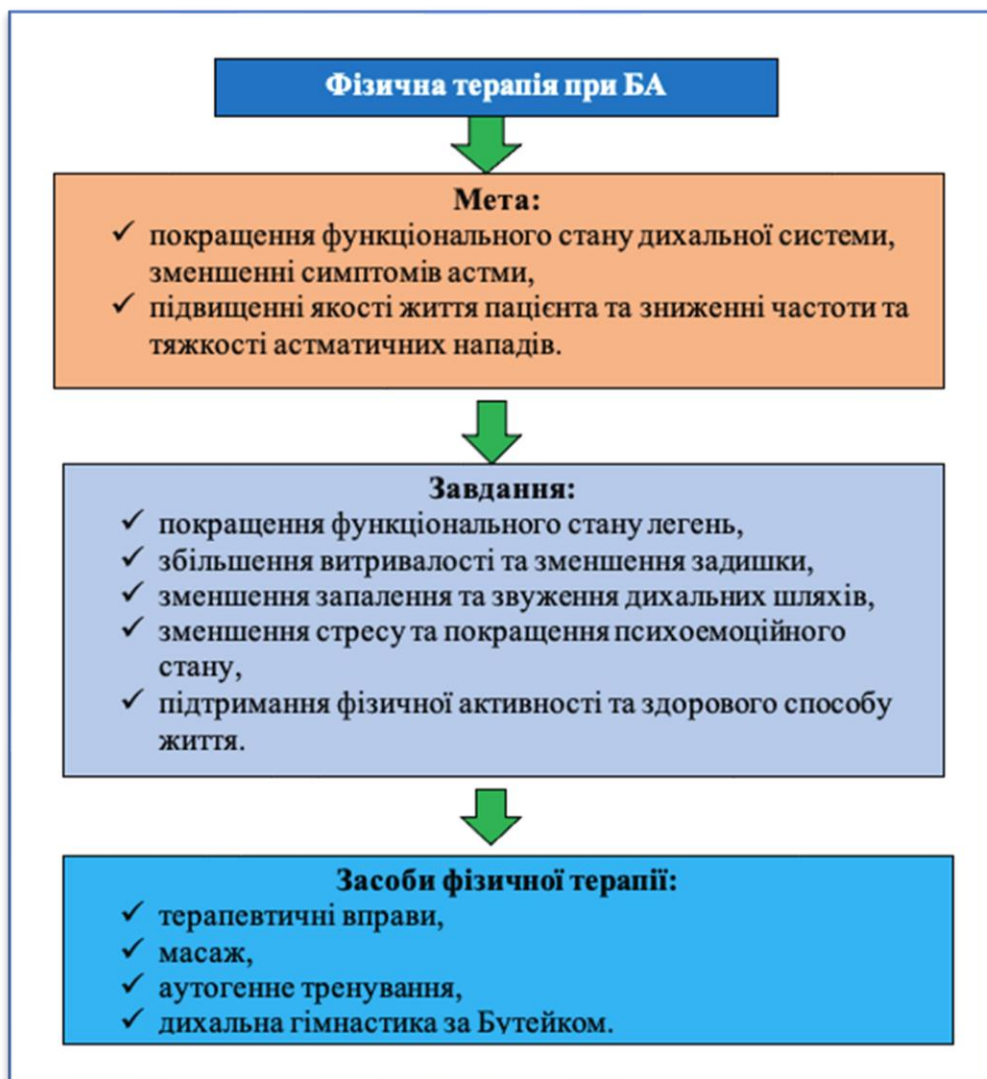 Фізична терапія при БА
Мета:
✓ покращення функціонального стану дихальної системи,
зменшенні симптомів астми,
✓ підвищенні якості життя пацієнта та зниженні частоти та
тяжкості астматичних нападів.
Завдання:
✓ покращення функціонального стану легень,
✓ збільшення витривалості та зменшення задишки,
✓ зменшення запалення та звуження дихальних шляхів,
✓ зменшення стресу та покращення психоемоційного
стану,
✓ підтримання фізичної активності та здорового способу
життя.
Засоби фізичної терапії:
✓ терапевтичні вправи,
✓ масаж,
✓ аутогенне тренування,
✓ дихальна гімнастика за Бутейком.